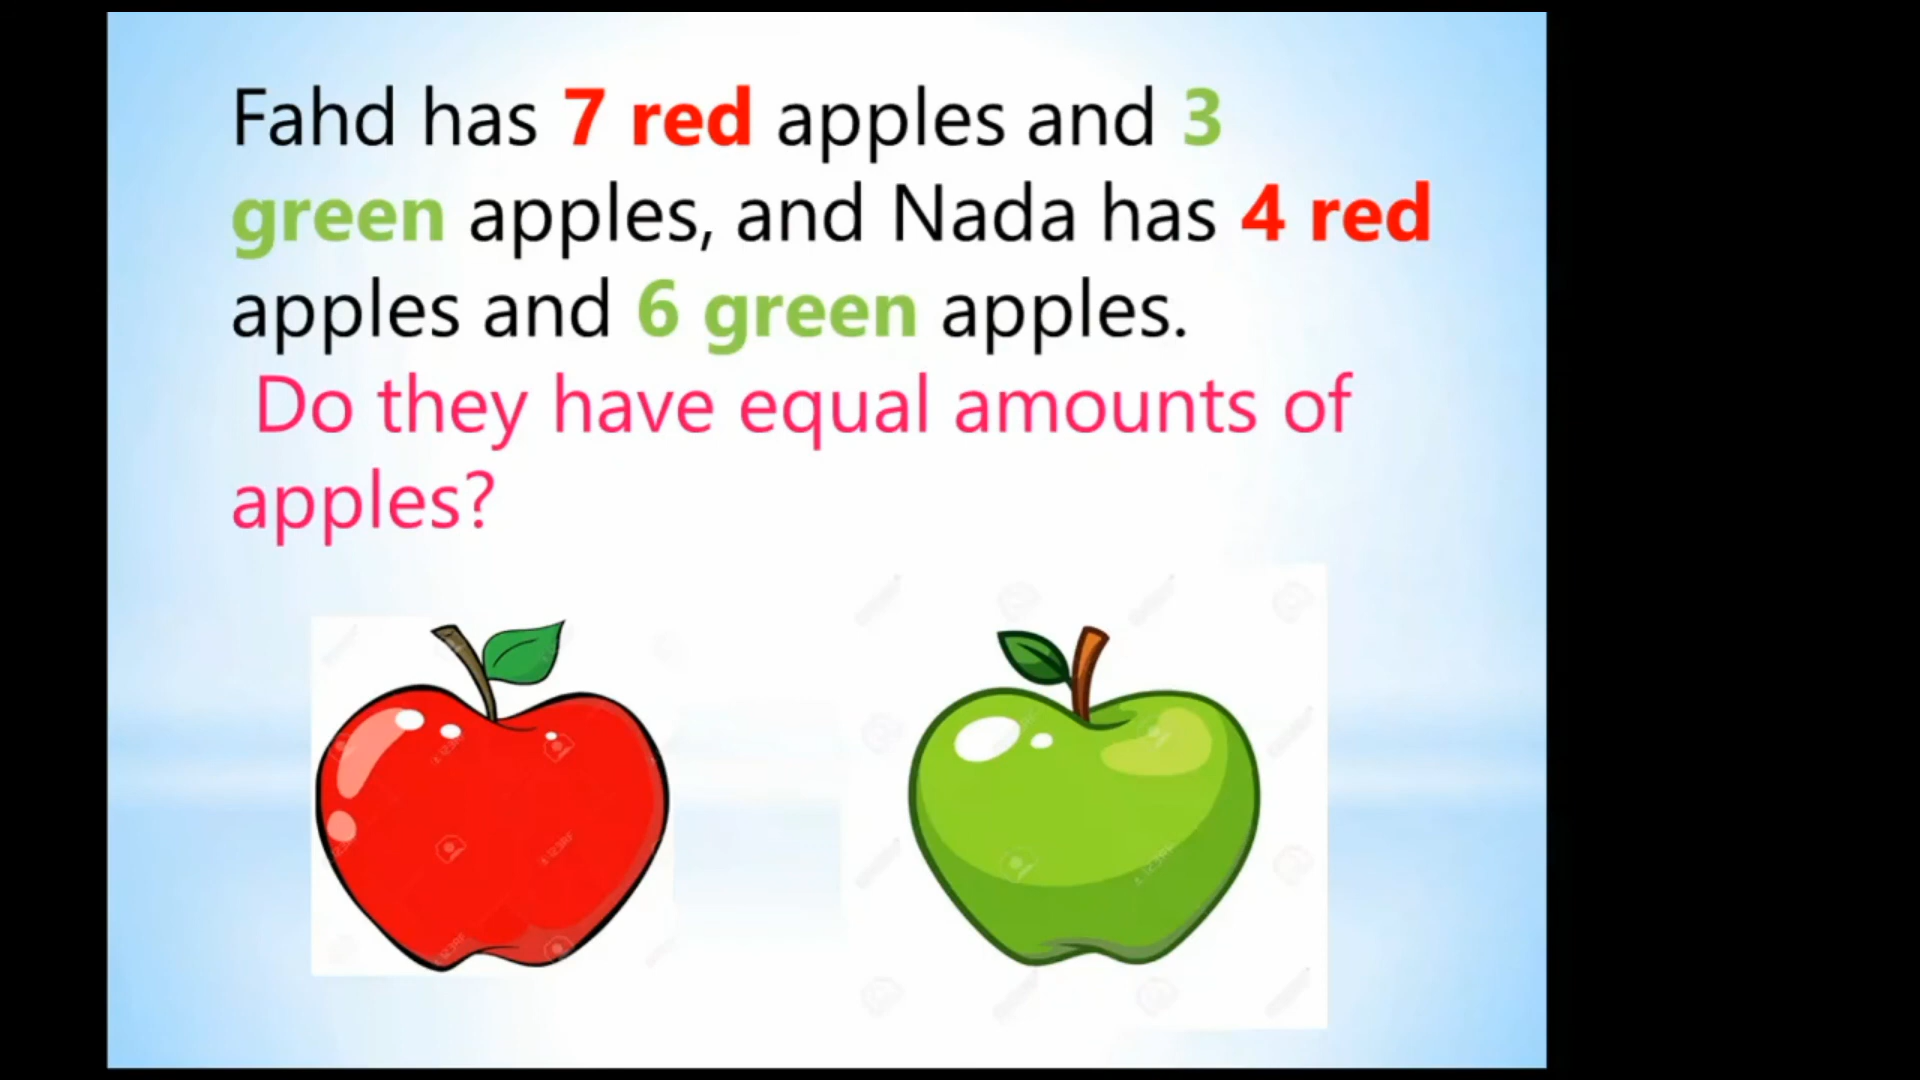 Fahd has 7 red apples and 3
green apples, and Nada has 4 red
apples and 6 green apples.
Do they have equal amounts of
apples?